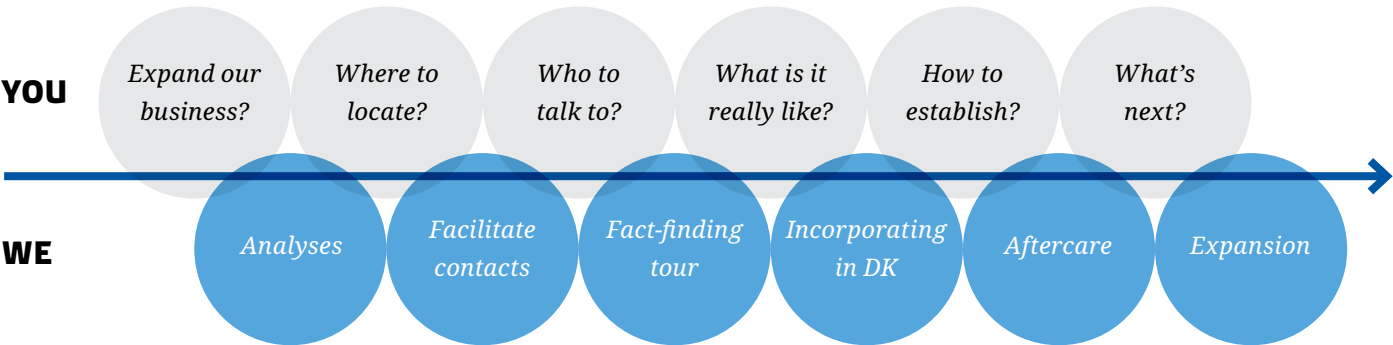 YOU
Expand our
business?
Where to
locate?
Who to
talk to?
What is it
really like?
How to
establish?
What’s
next?
WE
Analyses
Facilitate
contacts
Fact-finding
tour
Incorporating
in DK
Aftercare
Expansion